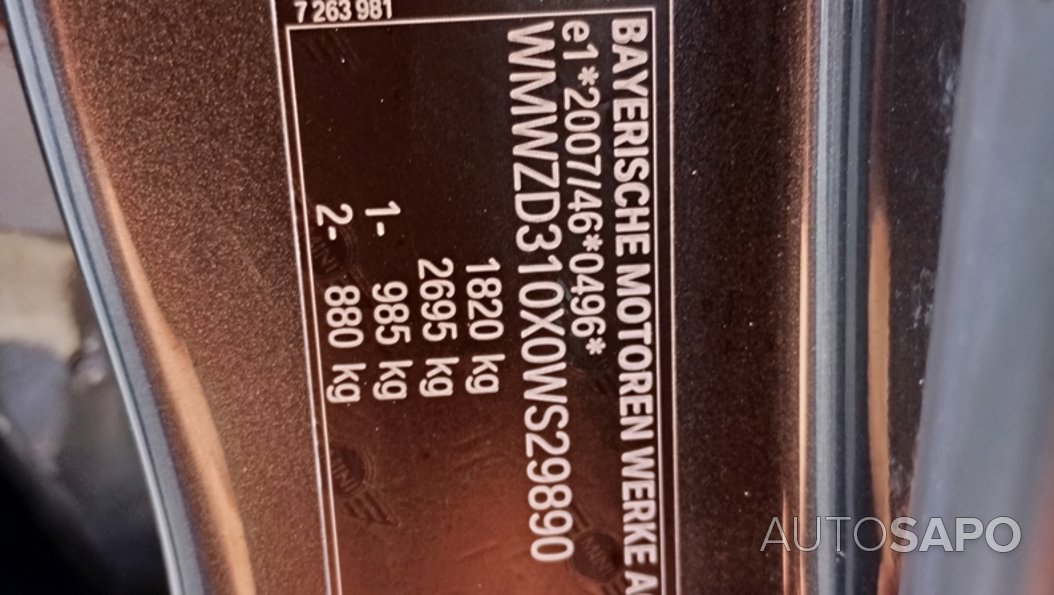 7 263 981
BAYERISCHE MOTOREN WERKE A
e1*2007/46*0496*
WMWZD310X0WS29890
1820 kg
2695 kg
1- 985 kg
2- 880 kg
AUTOSAPO